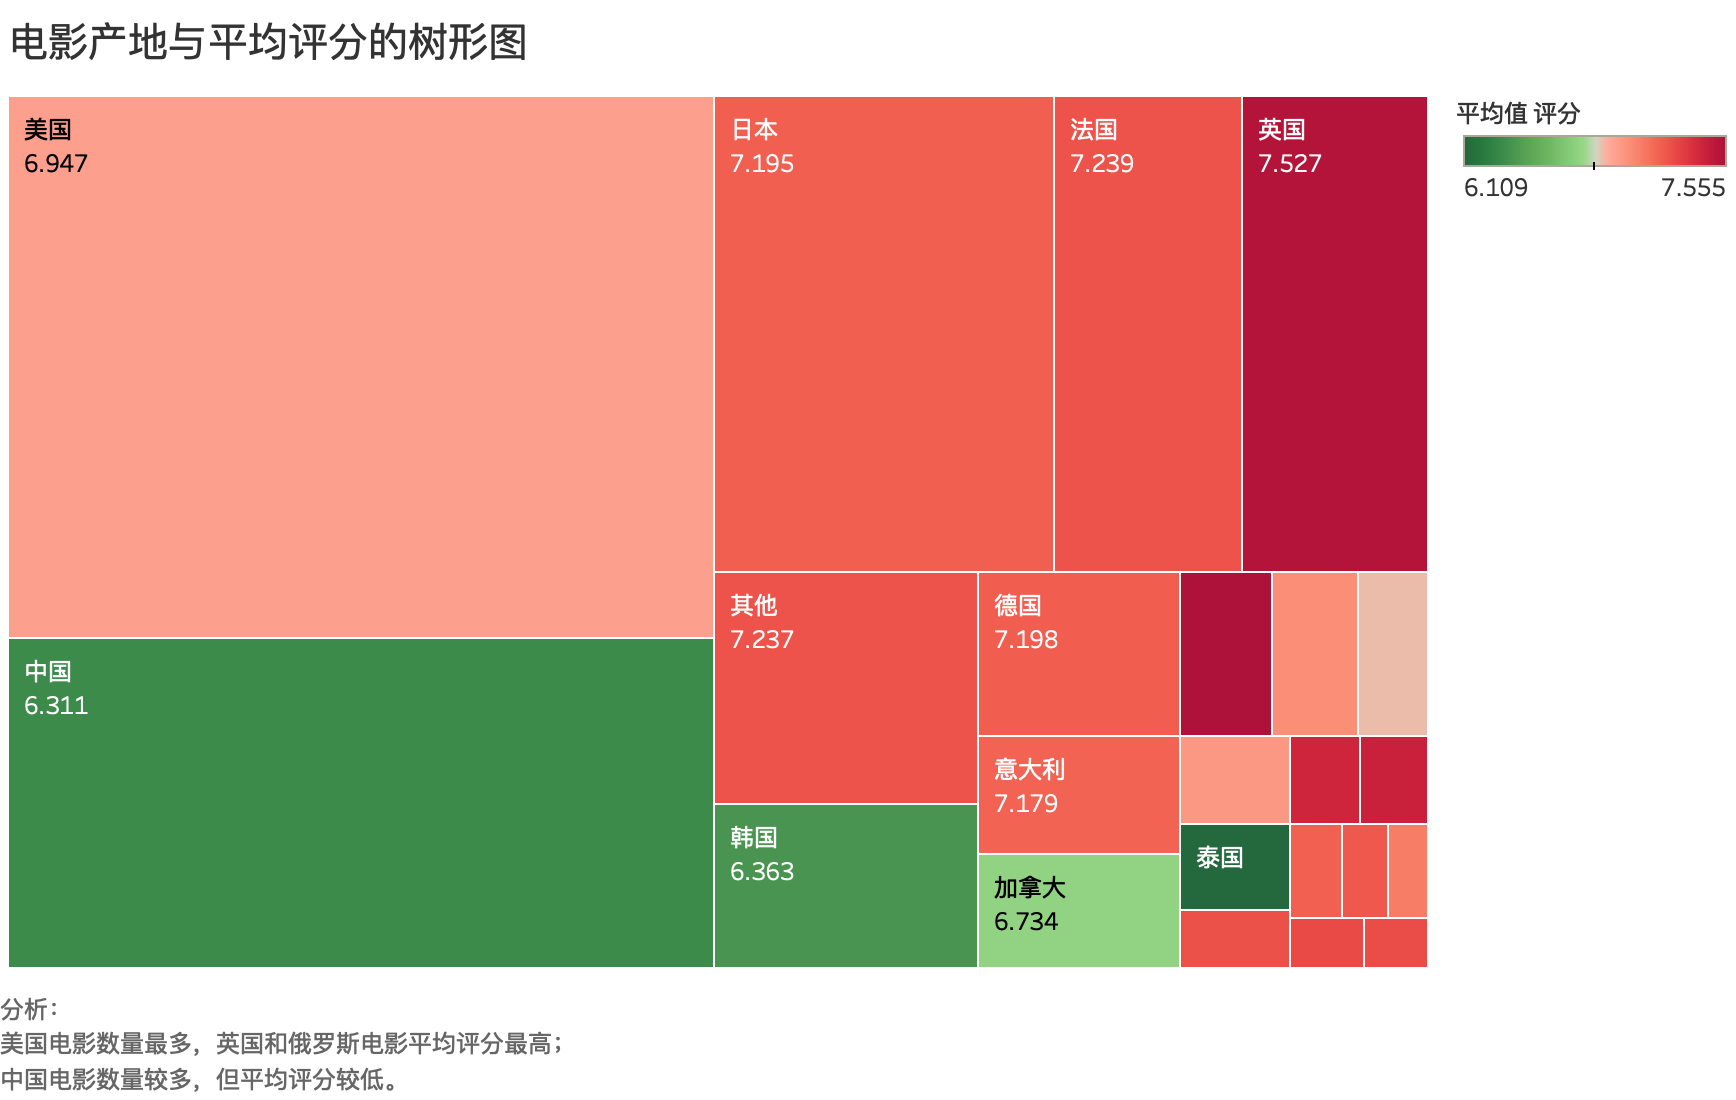 电影产地与平均评分的树形图
美国
6.947
日本
7.195
法国
7.239
英国
7.527
平均值 评分
6.109
7.555
中国
6.311
其他
7.237
德国
7.198
意大利
7.179
韩国
6.363
加拿大
6.734
泰国
分析：
美国电影数量最多，英国和俄罗斯电影平均评分最高；
中国电影数量较多，但平均评分较低。